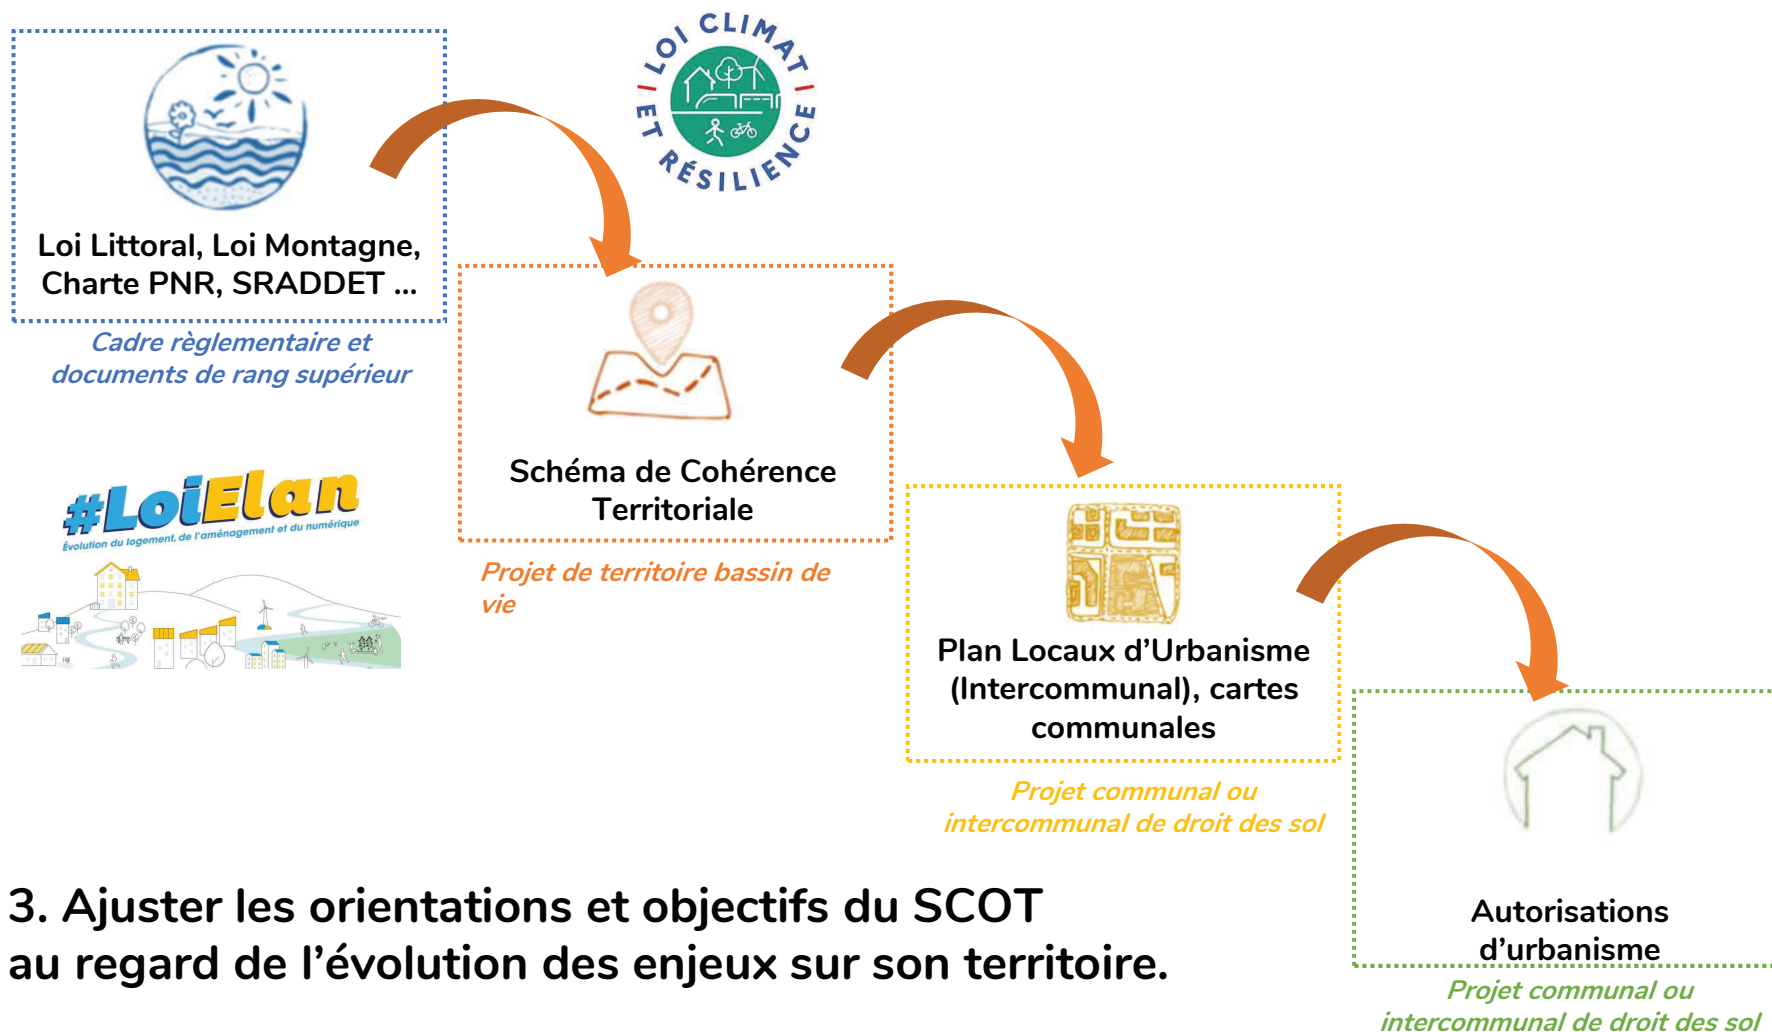 LOI CLIMAT
ET RÉSILIENCE
Loi Littoral, Loi Montagne,
Charte PNR, SRADDET ...
Cadre règlementaire et
documents de rang supérieur
#LoiElan
Évolution du logement, de l'aménagement et du numérique
Schéma de Cohérence
Territoriale
Projet de territoire bassin de
vie
Plan Locaux d'Urbanisme
(Intercommunal), cartes
communales
Projet communal ou
intercommunal de droit des sol
Autorisations
d'urbanisme
Projet communal ou
intercommunal de droit des sol
3. Ajuster les orientations et objectifs du SCOT
au regard de l'évolution des enjeux sur son territoire.